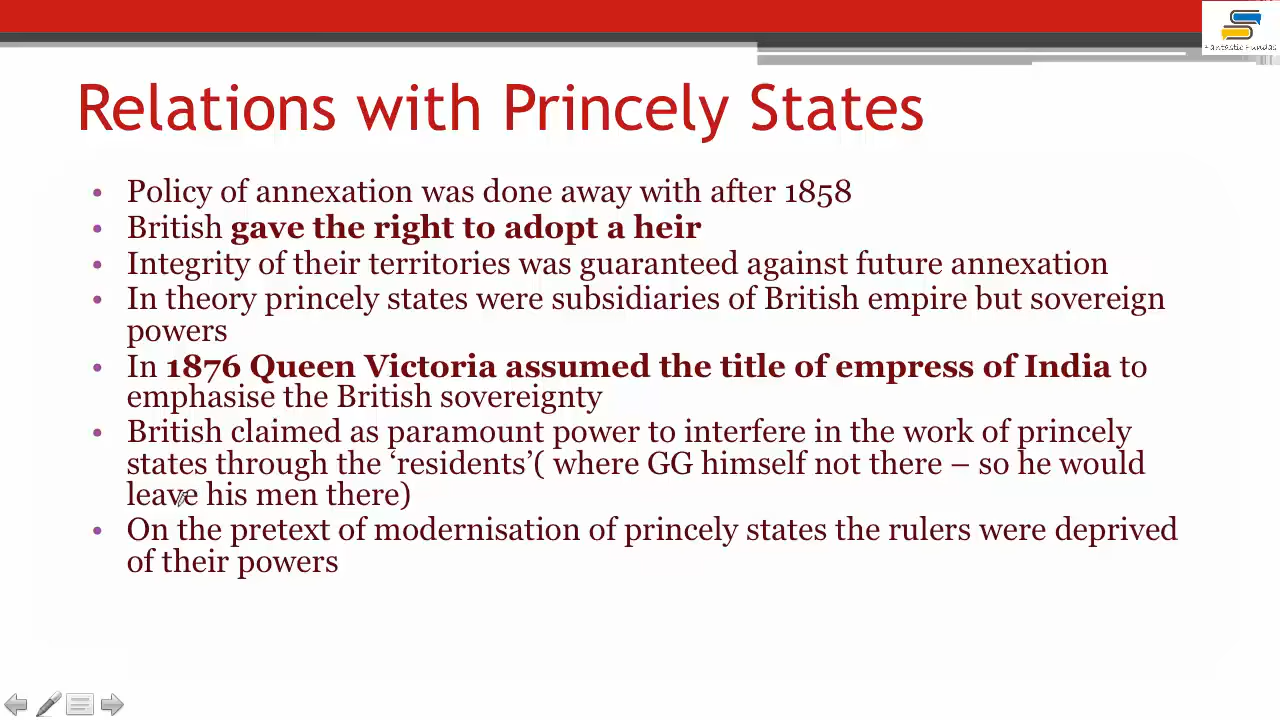 Fantastic Fundas
Relations with Princely States
• Policy of annexation was done away with after 1858
• British gave the right to adopt a heir
• Integrity of their territories was guaranteed against future annexation
• In theory princely states were subsidiaries of British empire but sovereign
powers
• In 1876 Queen Victoria assumed the title of empress of India to
emphasise the British sovereignty
• British claimed as paramount power to interfere in the work of princely
states through the ‘residents’( where GG himself not there – so he would
leave his men there)
• On the pretext of modernisation of princely states the rulers were deprived
of their powers